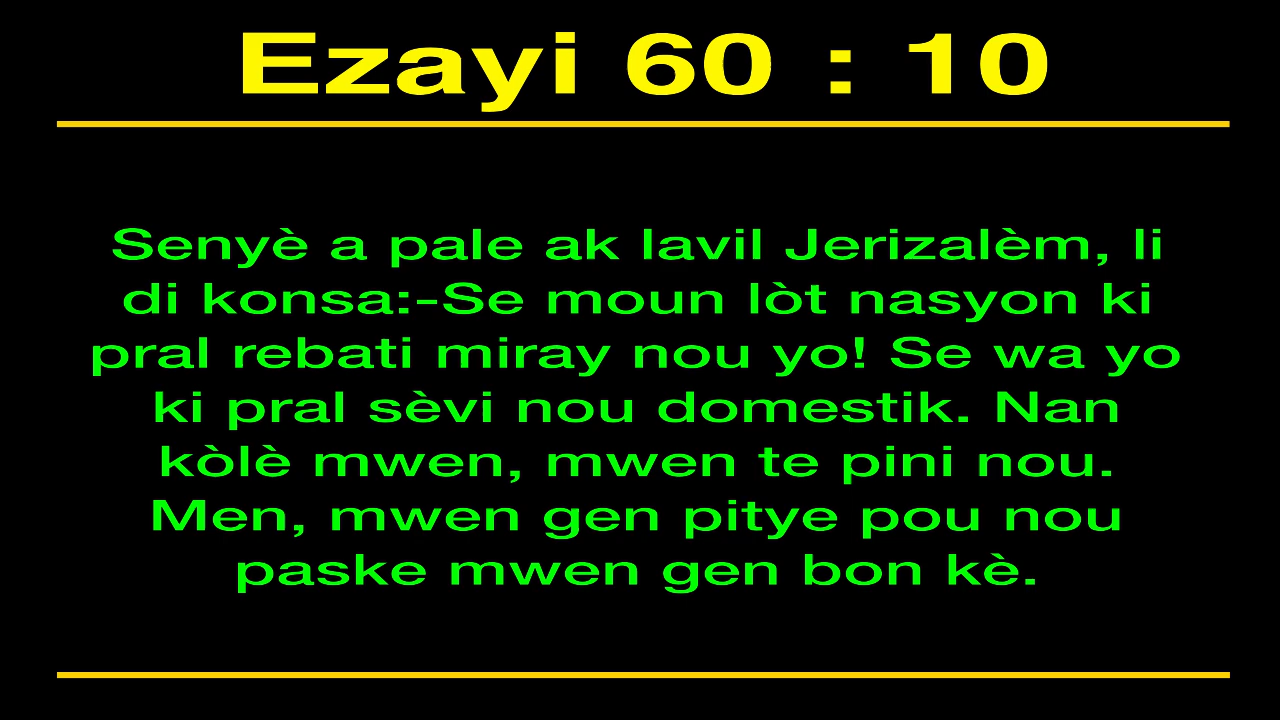 Ezayi 60 : 10
Senyè a pale ak lavil Jerizalèm, li
di konsa:-Se moun lòt nasyon ki
pral rebati miray nou yo! Se wa yo
ki pral sèvi nou domestik. Nan
kòlè mwen, mwen te pini nou.
Men, mwen gen pitye pou nou
paske mwen gen bon kè.